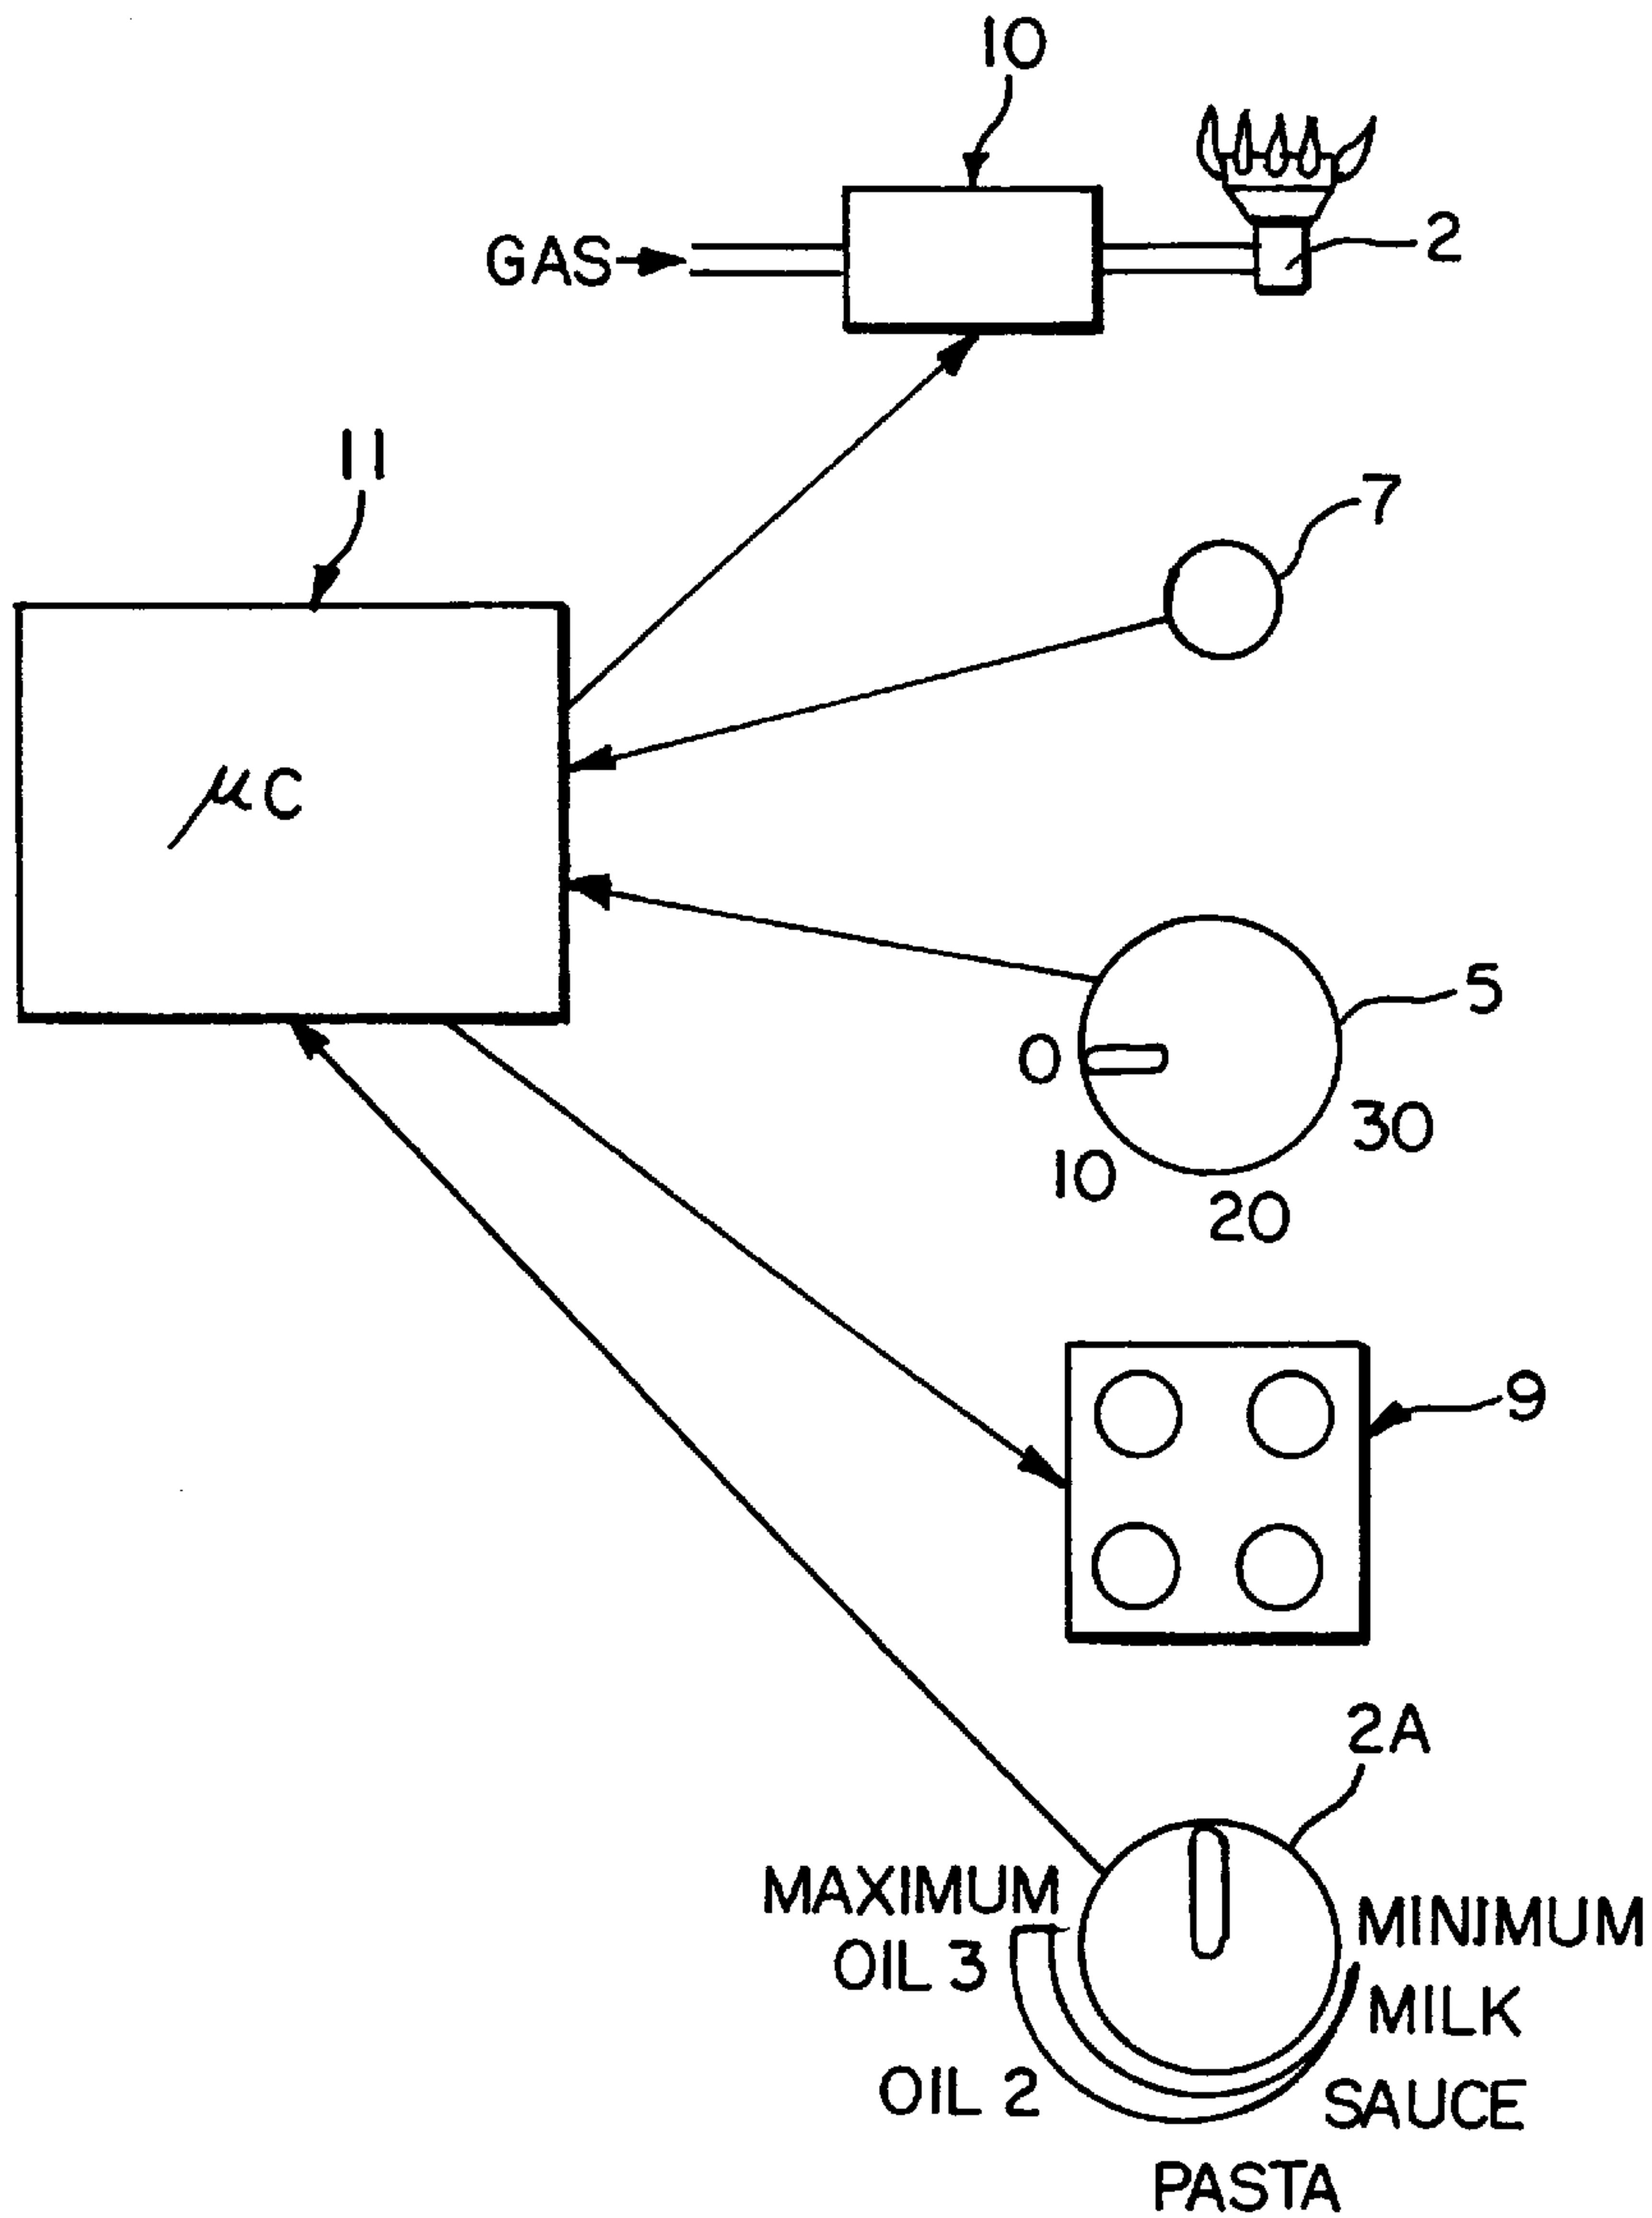 10
GAS
2
11
7
μC
5
0
30
10
20
9
2A
MAXIMUM
MINIMUM
OIL 3
MILK
OIL 2
SAUCE
PASTA